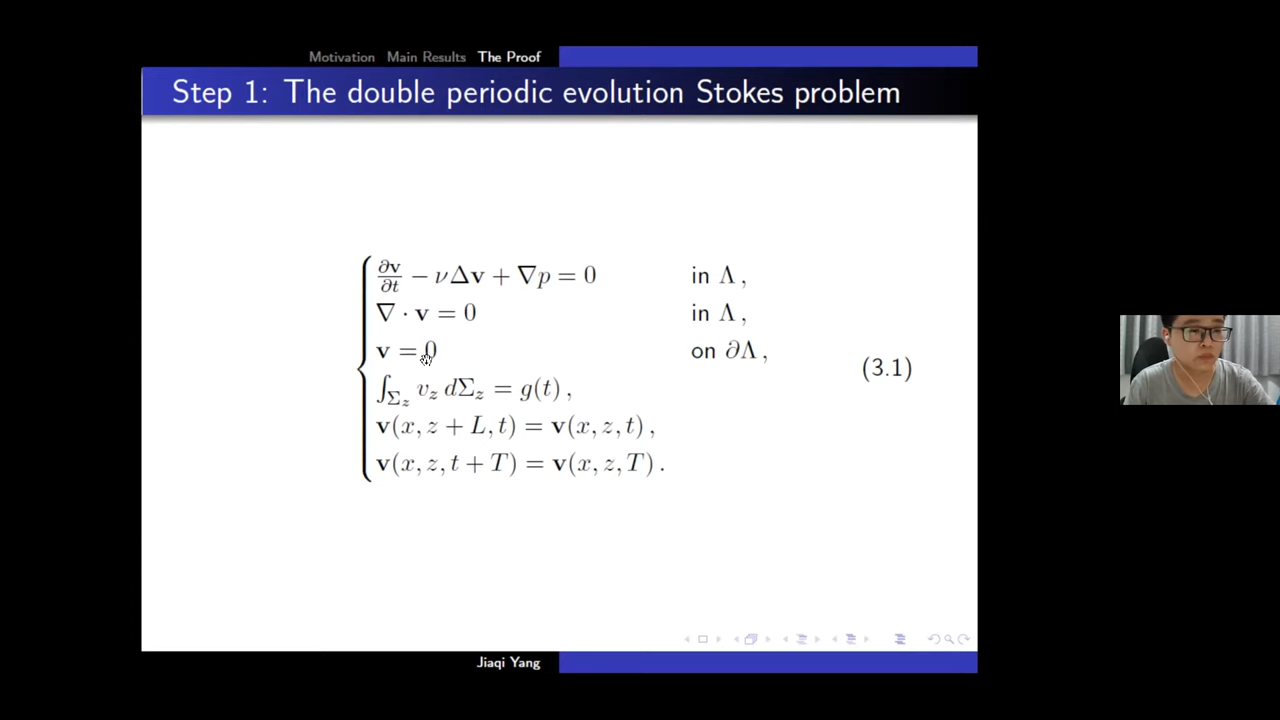 Motivation Main Results The Proof
Step 1: The double periodic evolution Stokes problem
∂v/∂t − νΔv + ∇p = 0 in Λ ,
∇ · v = 0 in Λ ,
v = 0 on ∂Λ ,
(3.1)
∫_{Σ_z} v_z dΣ_z = g(t) ,
v(x, z + L, t) = v(x, z, t) ,
v(x, z, t + T) = v(x, z, T) .
Jiaqi Yang